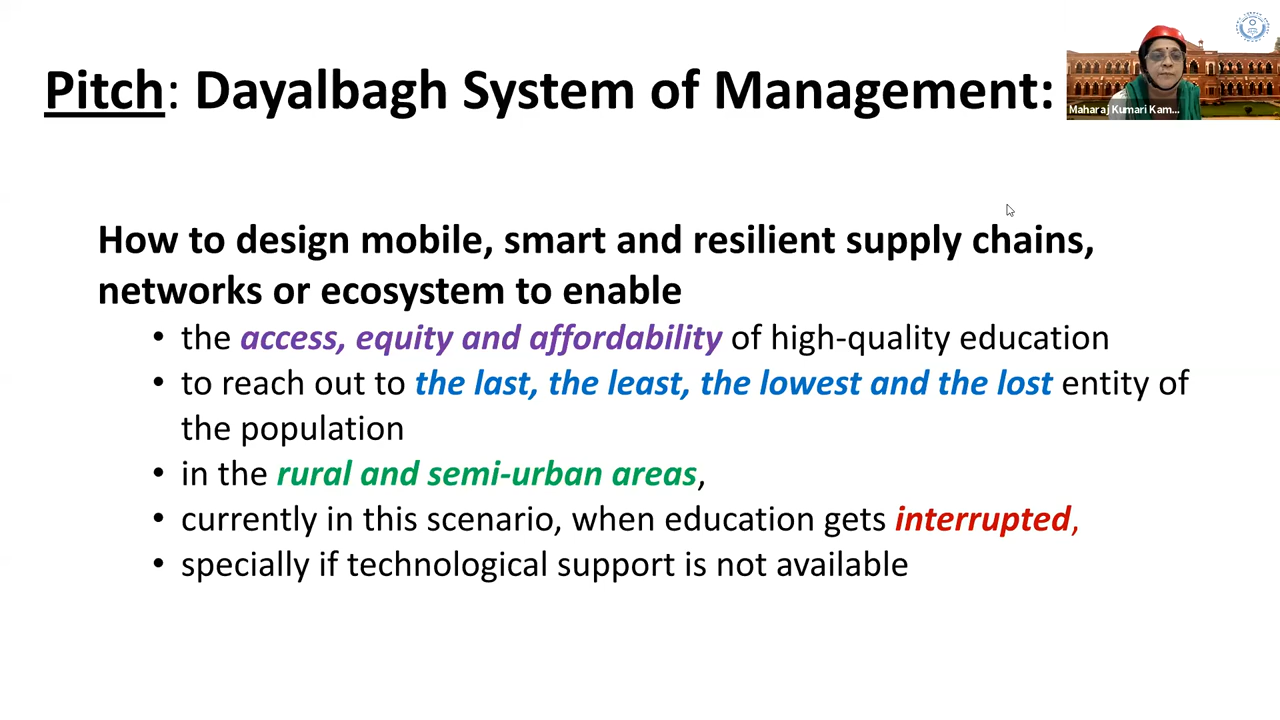 Pitch: Dayalbagh System of Management:
Maharaj Kumari Kam...
How to design mobile, smart and resilient supply chains,
networks or ecosystem to enable
• the access, equity and affordability of high-quality education
• to reach out to the last, the least, the lowest and the lost entity of
the population
• in the rural and semi-urban areas,
• currently in this scenario, when education gets interrupted,
• specially if technological support is not available